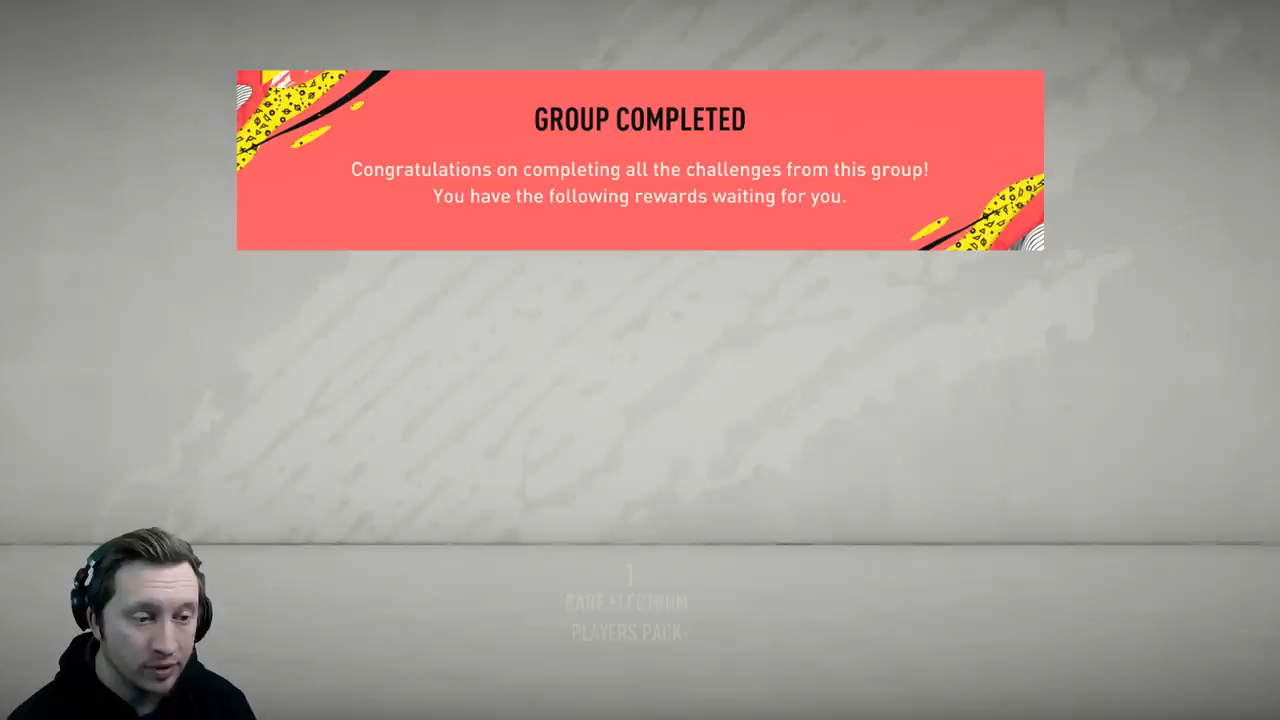 GROUP COMPLETED
Congratulations on completing all the challenges from this group!
You have the following rewards waiting for you.
1
RARE ELECTRUM
PLAYERS PACK